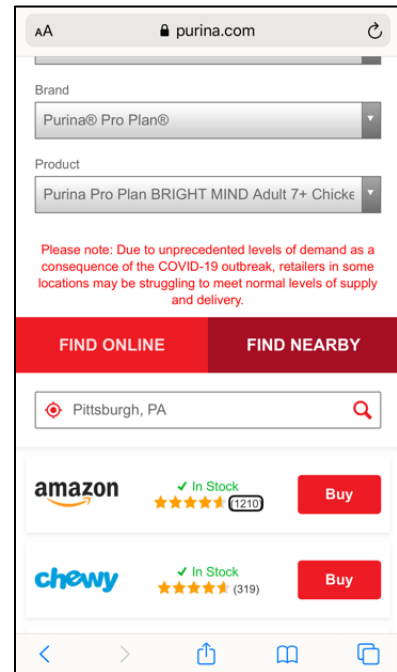 AA purina.com
Brand
Purina® Pro Plan®
Product
Purina Pro Plan BRIGHT MIND Adult 7+ Chicke
Please note: Due to unprecedented levels of demand as a
consequence of the COVID-19 outbreak, retailers in some
locations may be struggling to meet normal levels of supply
and delivery.
FIND ONLINE FIND NEARBY
Pittsburgh, PA
amazon ✓ In Stock Buy
(1210)
chewy ✓ In Stock Buy
(319)